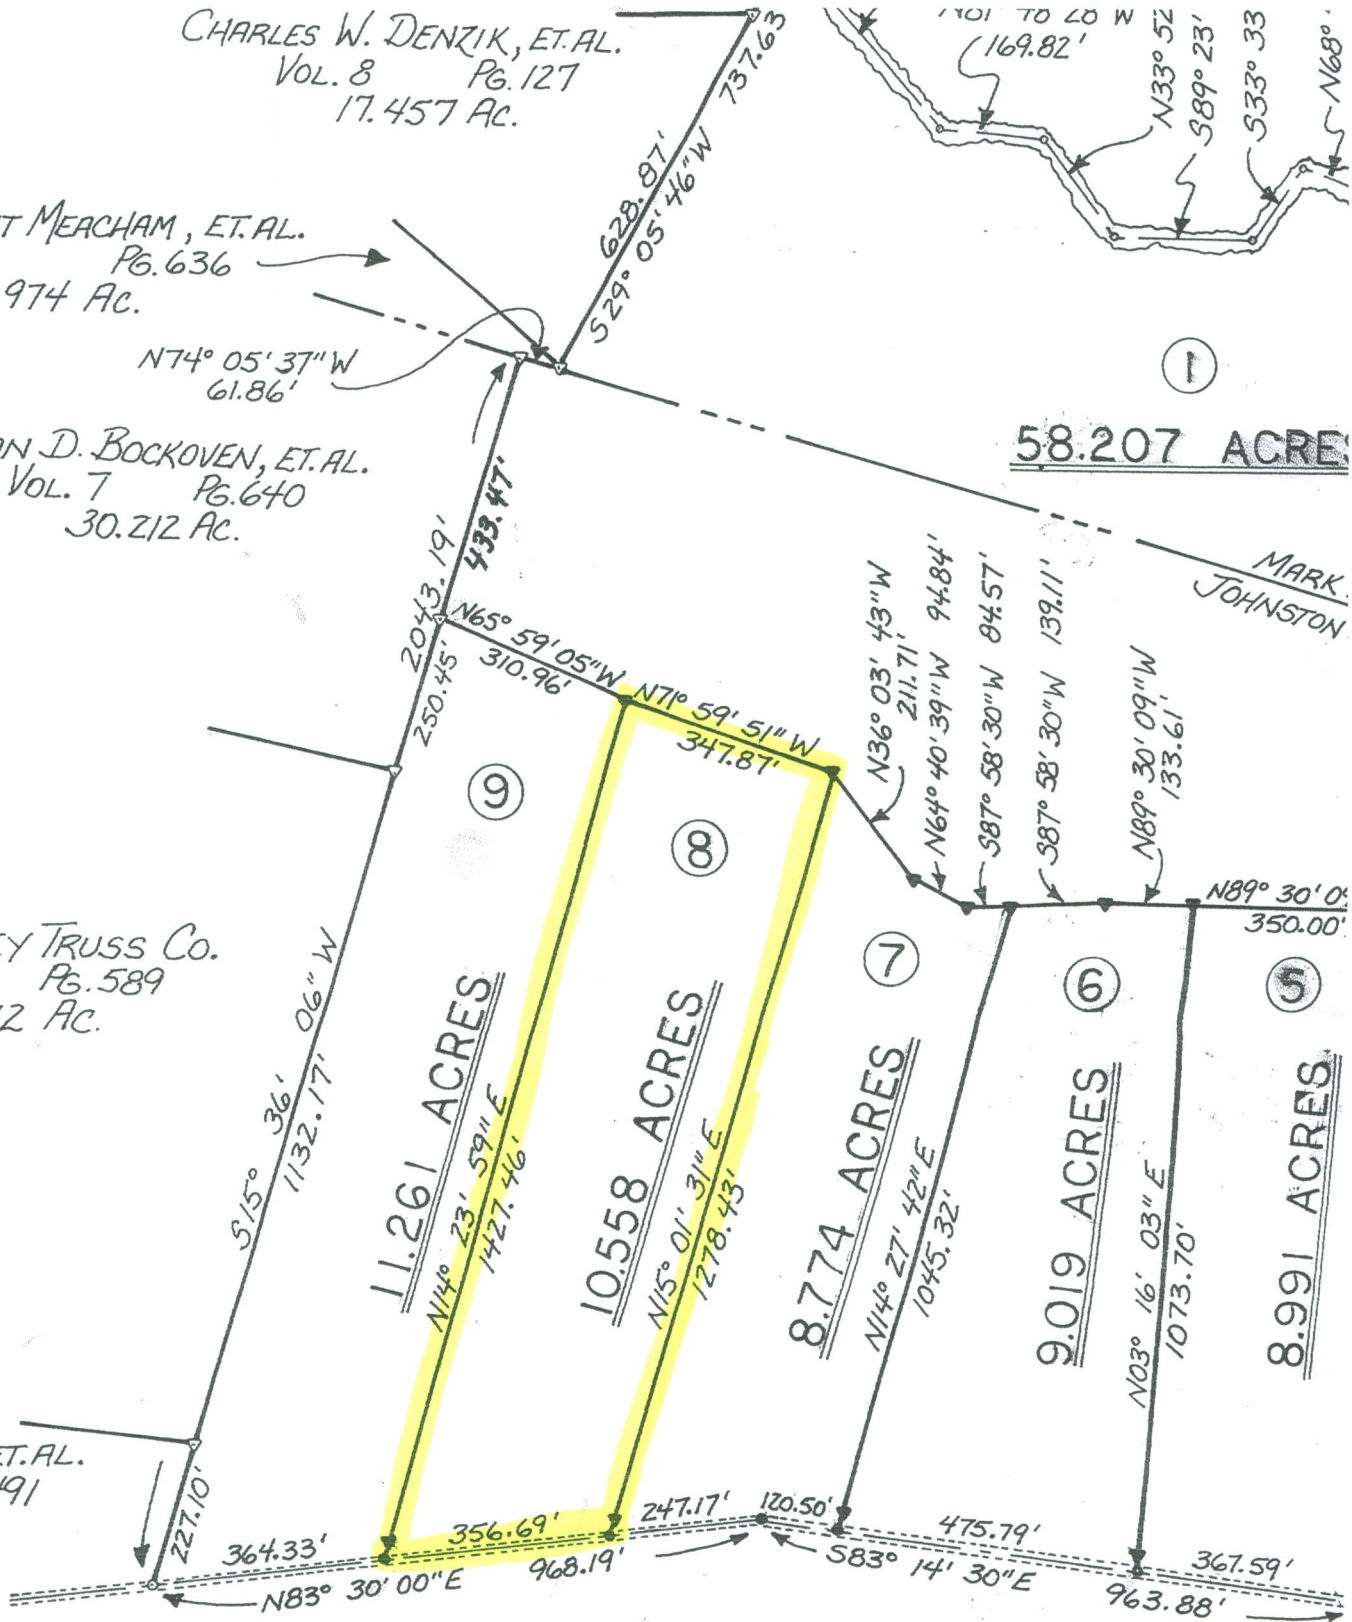 CHARLES W. DENZIK, ET.AL.
VOL. 8 PG. 127
17.457 AC.
737.63
628.87'
S29° 05' 46" W
(169.82'
N33° 52
S89° 23'
S33° 33
N68°
MEACHAM, ET.AL.
PG. 636
974 AC.
N74° 05' 37" W
61.86'
D. BOCKOVEN, ET.AL.
VOL. 7 PG. 640
30.212 AC.
1
58.207 ACRES
MARK
JOHNSTON
2043.19'
433.47'
250.45'
N65° 59' 05" W
310.96'
N71° 59' 51" W
347.87'
N36° 03' 43" W
211.71'
N64° 40' 39" W 94.84'
S87° 58' 30" W 84.57'
S87° 58' 30" W 139.11'
N89° 30' 09" W
133.61'
N89° 30' 09
350.00'
9
8
7
6
5
TRUSS CO.
PG. 589
2 AC.
S15° 36' 06" W
1132.17'
11.261 ACRES
N14° 23' 59" E
1427.46'
10.558 ACRES
N15° 01' 31" E
1278.43'
8.774 ACRES
N14° 27' 42" E
1045.32'
9.019 ACRES
N03° 16' 03" E
1073.70'
8.991 ACRES
ET.AL.
91
227.10'
364.33'
356.69'
247.17'
120.50'
475.79'
367.59'
N83° 30' 00" E
968.19'
S83° 14' 30" E
963.88'